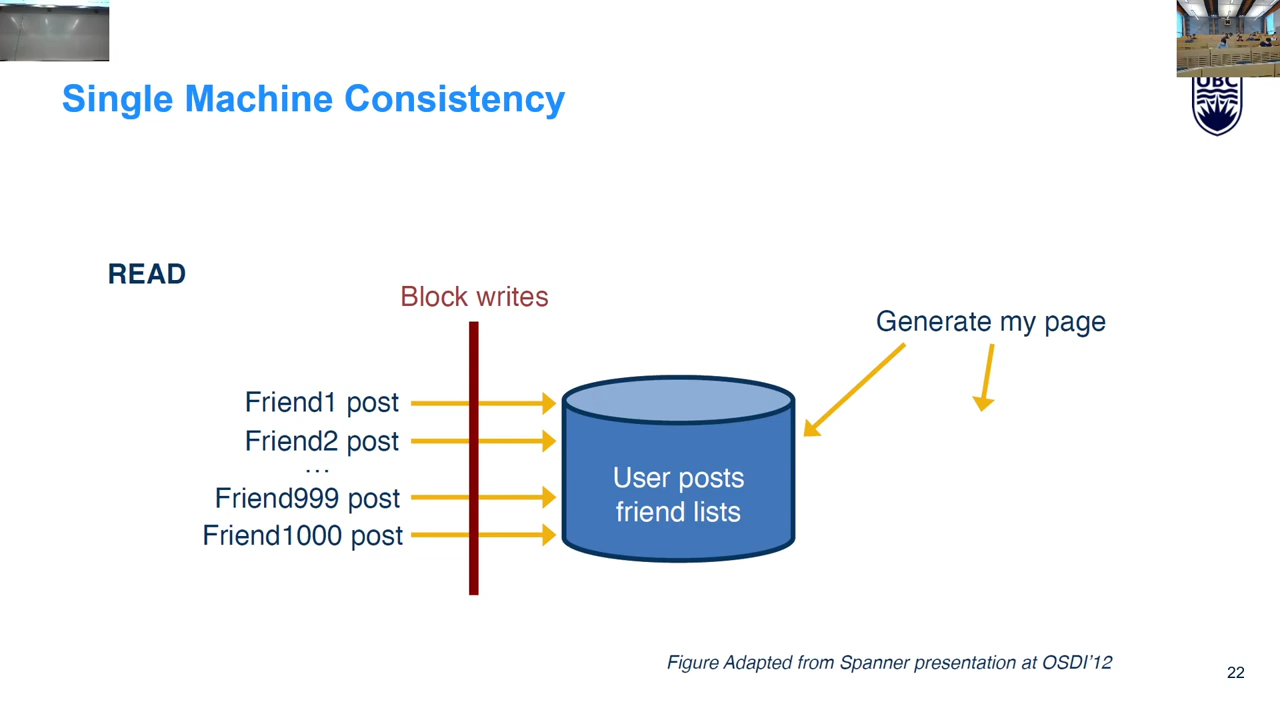 UBC
Single Machine Consistency
READ
Block writes
Generate my page
Friend1 post
Friend2 post
...
Friend999 post
Friend1000 post
User posts
friend lists
Figure Adapted from Spanner presentation at OSDI'12
22